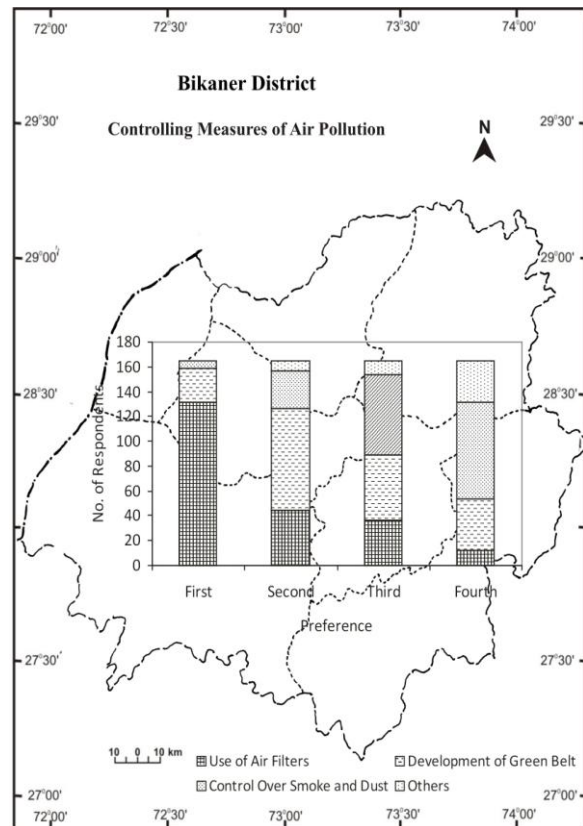 72°00' 72°30' 73°00' 73°30' 74°00'
Bikaner District
29°30' 29°30'
Controlling Measures of Air Pollution
N
29°00' 29°00'
180
160
28°30' 28°30'
140
120
100
80
60
40
20
0
No. of Respondents
First Second Third Fourth
Preference
27°30' 27°30'
10 0 10 km
Use of Air Filters Development of Green Belt
Control Over Smoke and Dust Others
27°00' 27°00'
72°00' 72°30' 73°00' 73°30' 74°00'